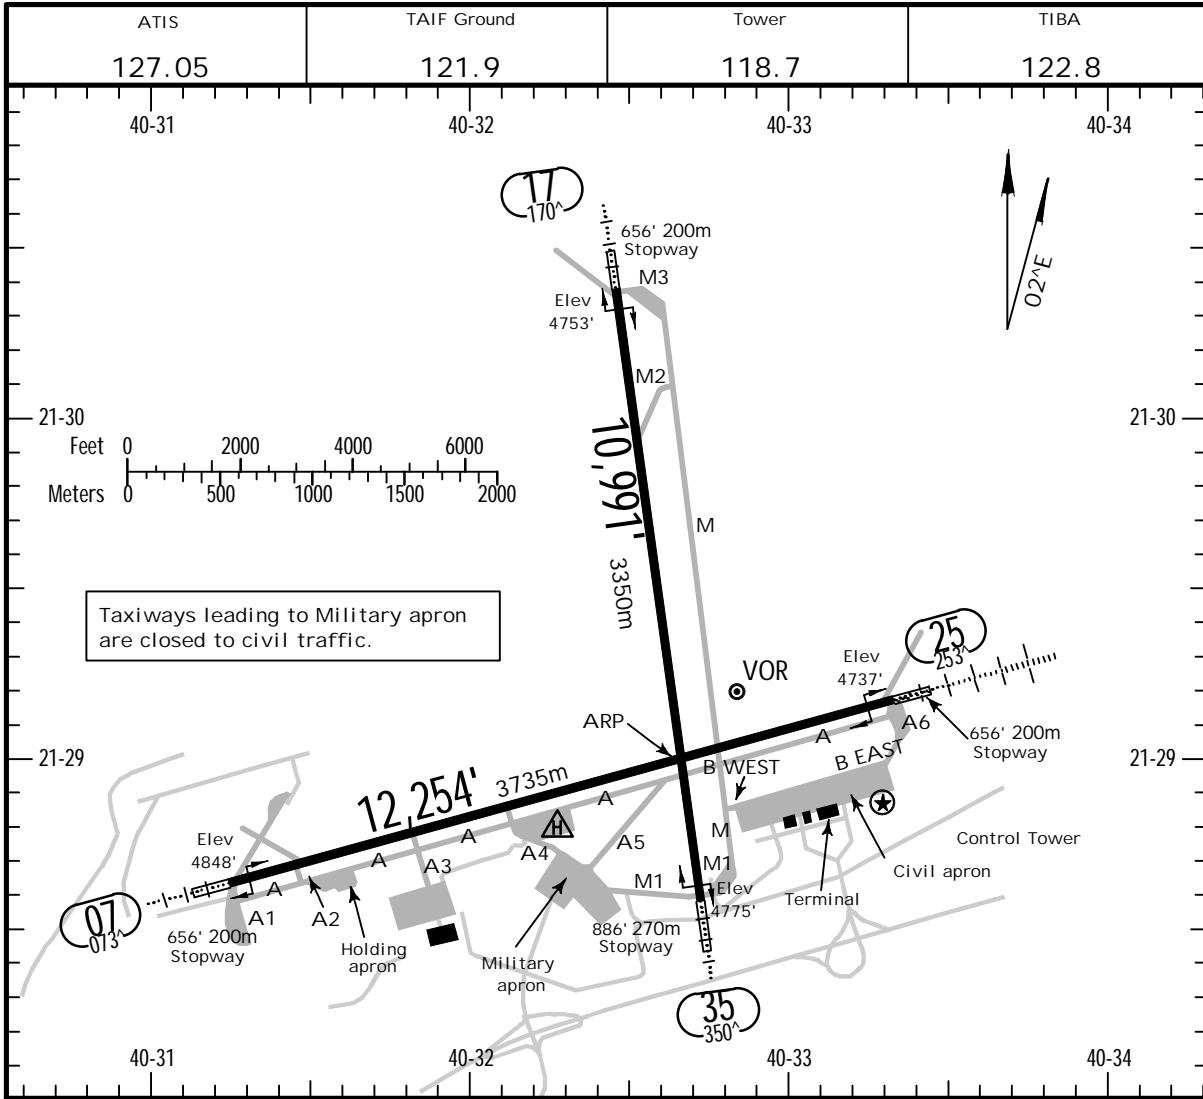 ATIS
127.05
TAIF Ground
121.9
Tower
118.7
TIBA
122.8
40-31
40-32
40-33
40-34
17
170^
656' 200m
Stopway
M3
Elev
4753'
02^E
M2
21-30
21-30
Feet 0 2000 4000 6000
Meters 0 500 1000 1500 2000
10,991'
3350m
M
Taxiways leading to Military apron
are closed to civil traffic.
25
253^
Elev
4737'
VOR
ARP
A
A6
656' 200m
Stopway
21-29
21-29
B WEST
B EAST
12,254'
3735m
A
A
A
A
H
Elev
4848'
A3
A4
A5
M
M1
M1
Elev
4775'
Control Tower
Civil apron
Terminal
07
073^
A1
A2
656' 200m
Stopway
Holding
apron
Military
apron
886' 270m
Stopway
35
350^
40-31
40-32
40-33
40-34